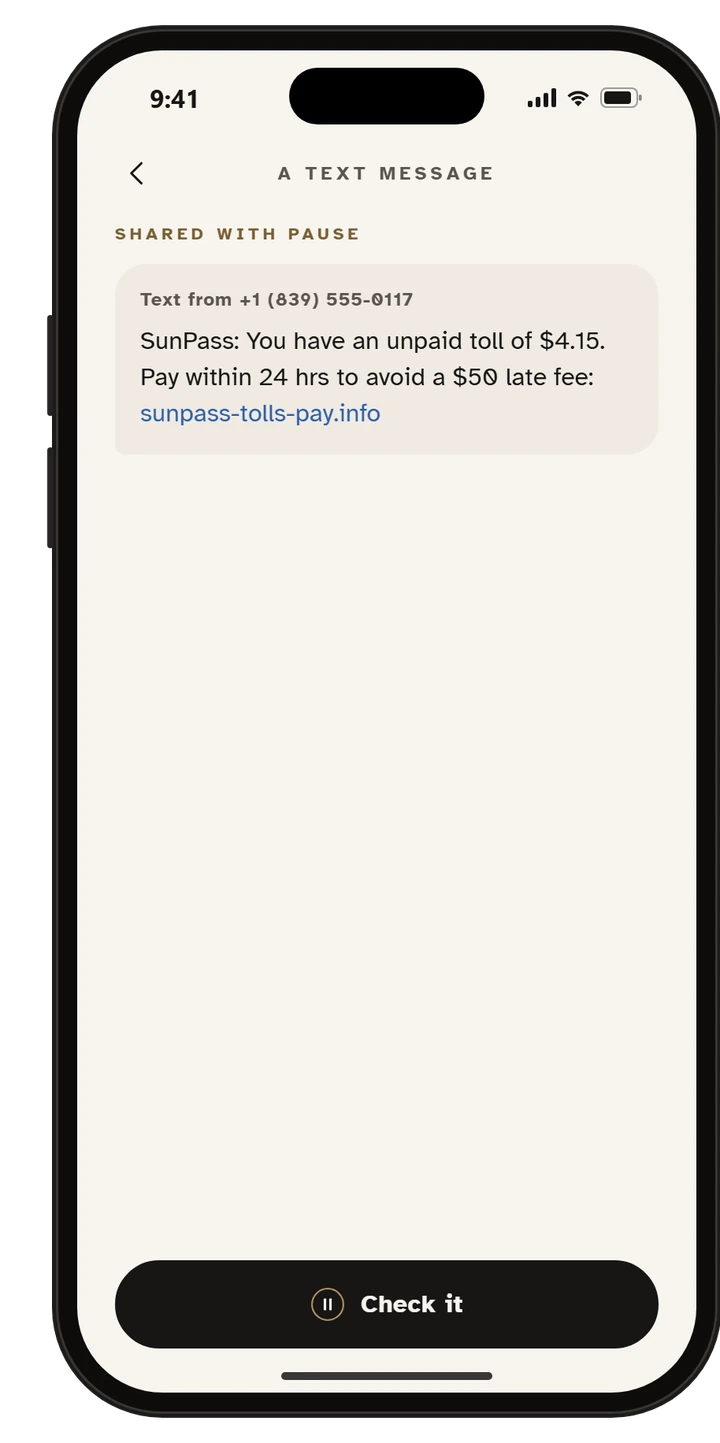 9:41
A TEXT MESSAGE
SHARED WITH PAUSE
Text from +1 (839) 555-0117
SunPass: You have an unpaid toll of $4.15.
Pay within 24 hrs to avoid a $50 late fee:
sunpass-tolls-pay.info
Check it